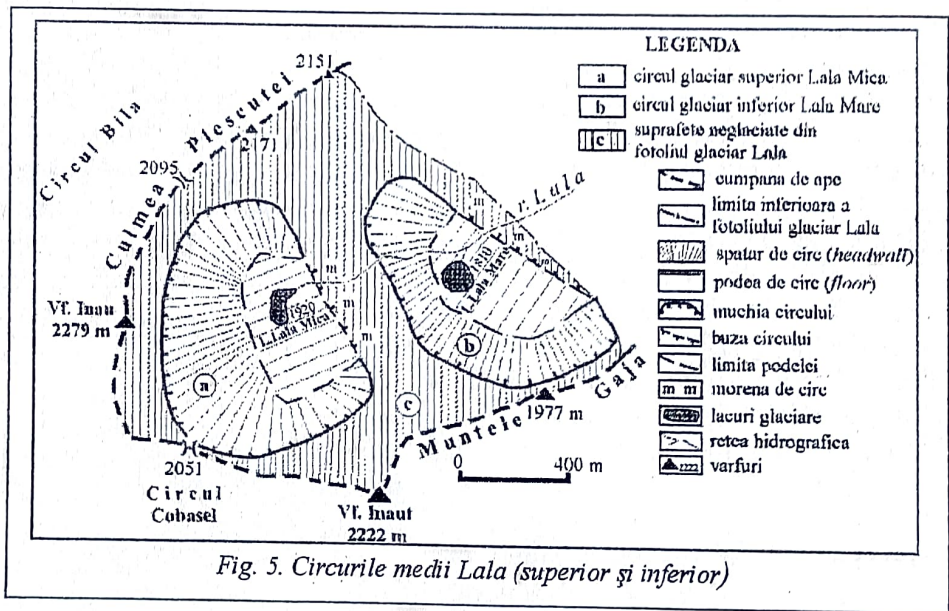 LEGENDA
a circul glaciar superior Lala Mica
b circul glaciar inferior Lala Mare
c suprafete neglaciate din
fotoliul glaciar Lala
cumpana de ape
limita inferioara a
fotoliului glaciar Lala
spatar de circ (headwall)
podea de circ (floor)
muchia circului
buza circului
limita podelei
m m morena de circ
lacuri glaciare
retea hidrografica
varfuri
2151
Culmea Plescutei
2171
2095
Circul Bila
r. Lula
m
m
m
m
m
m
1920
L. Lala Mica
1810
L. Lala Mare
Vf. Inau
2279 m
a
b
c
Muntele Gaja
1977 m
2051
Circul
Cobasel
0 400 m
Vf. Inaut
2222 m
Fig. 5. Circurile medii Lala (superior şi inferior)